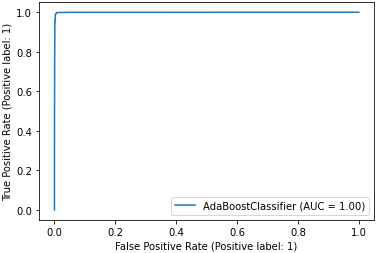 1.0
0.8
0.6
0.4
0.2
0.0
True Positive Rate (Positive label: 1)
AdaBoostClassifier (AUC = 1.00)
0.0 0.2 0.4 0.6 0.8 1.0
False Positive Rate (Positive label: 1)